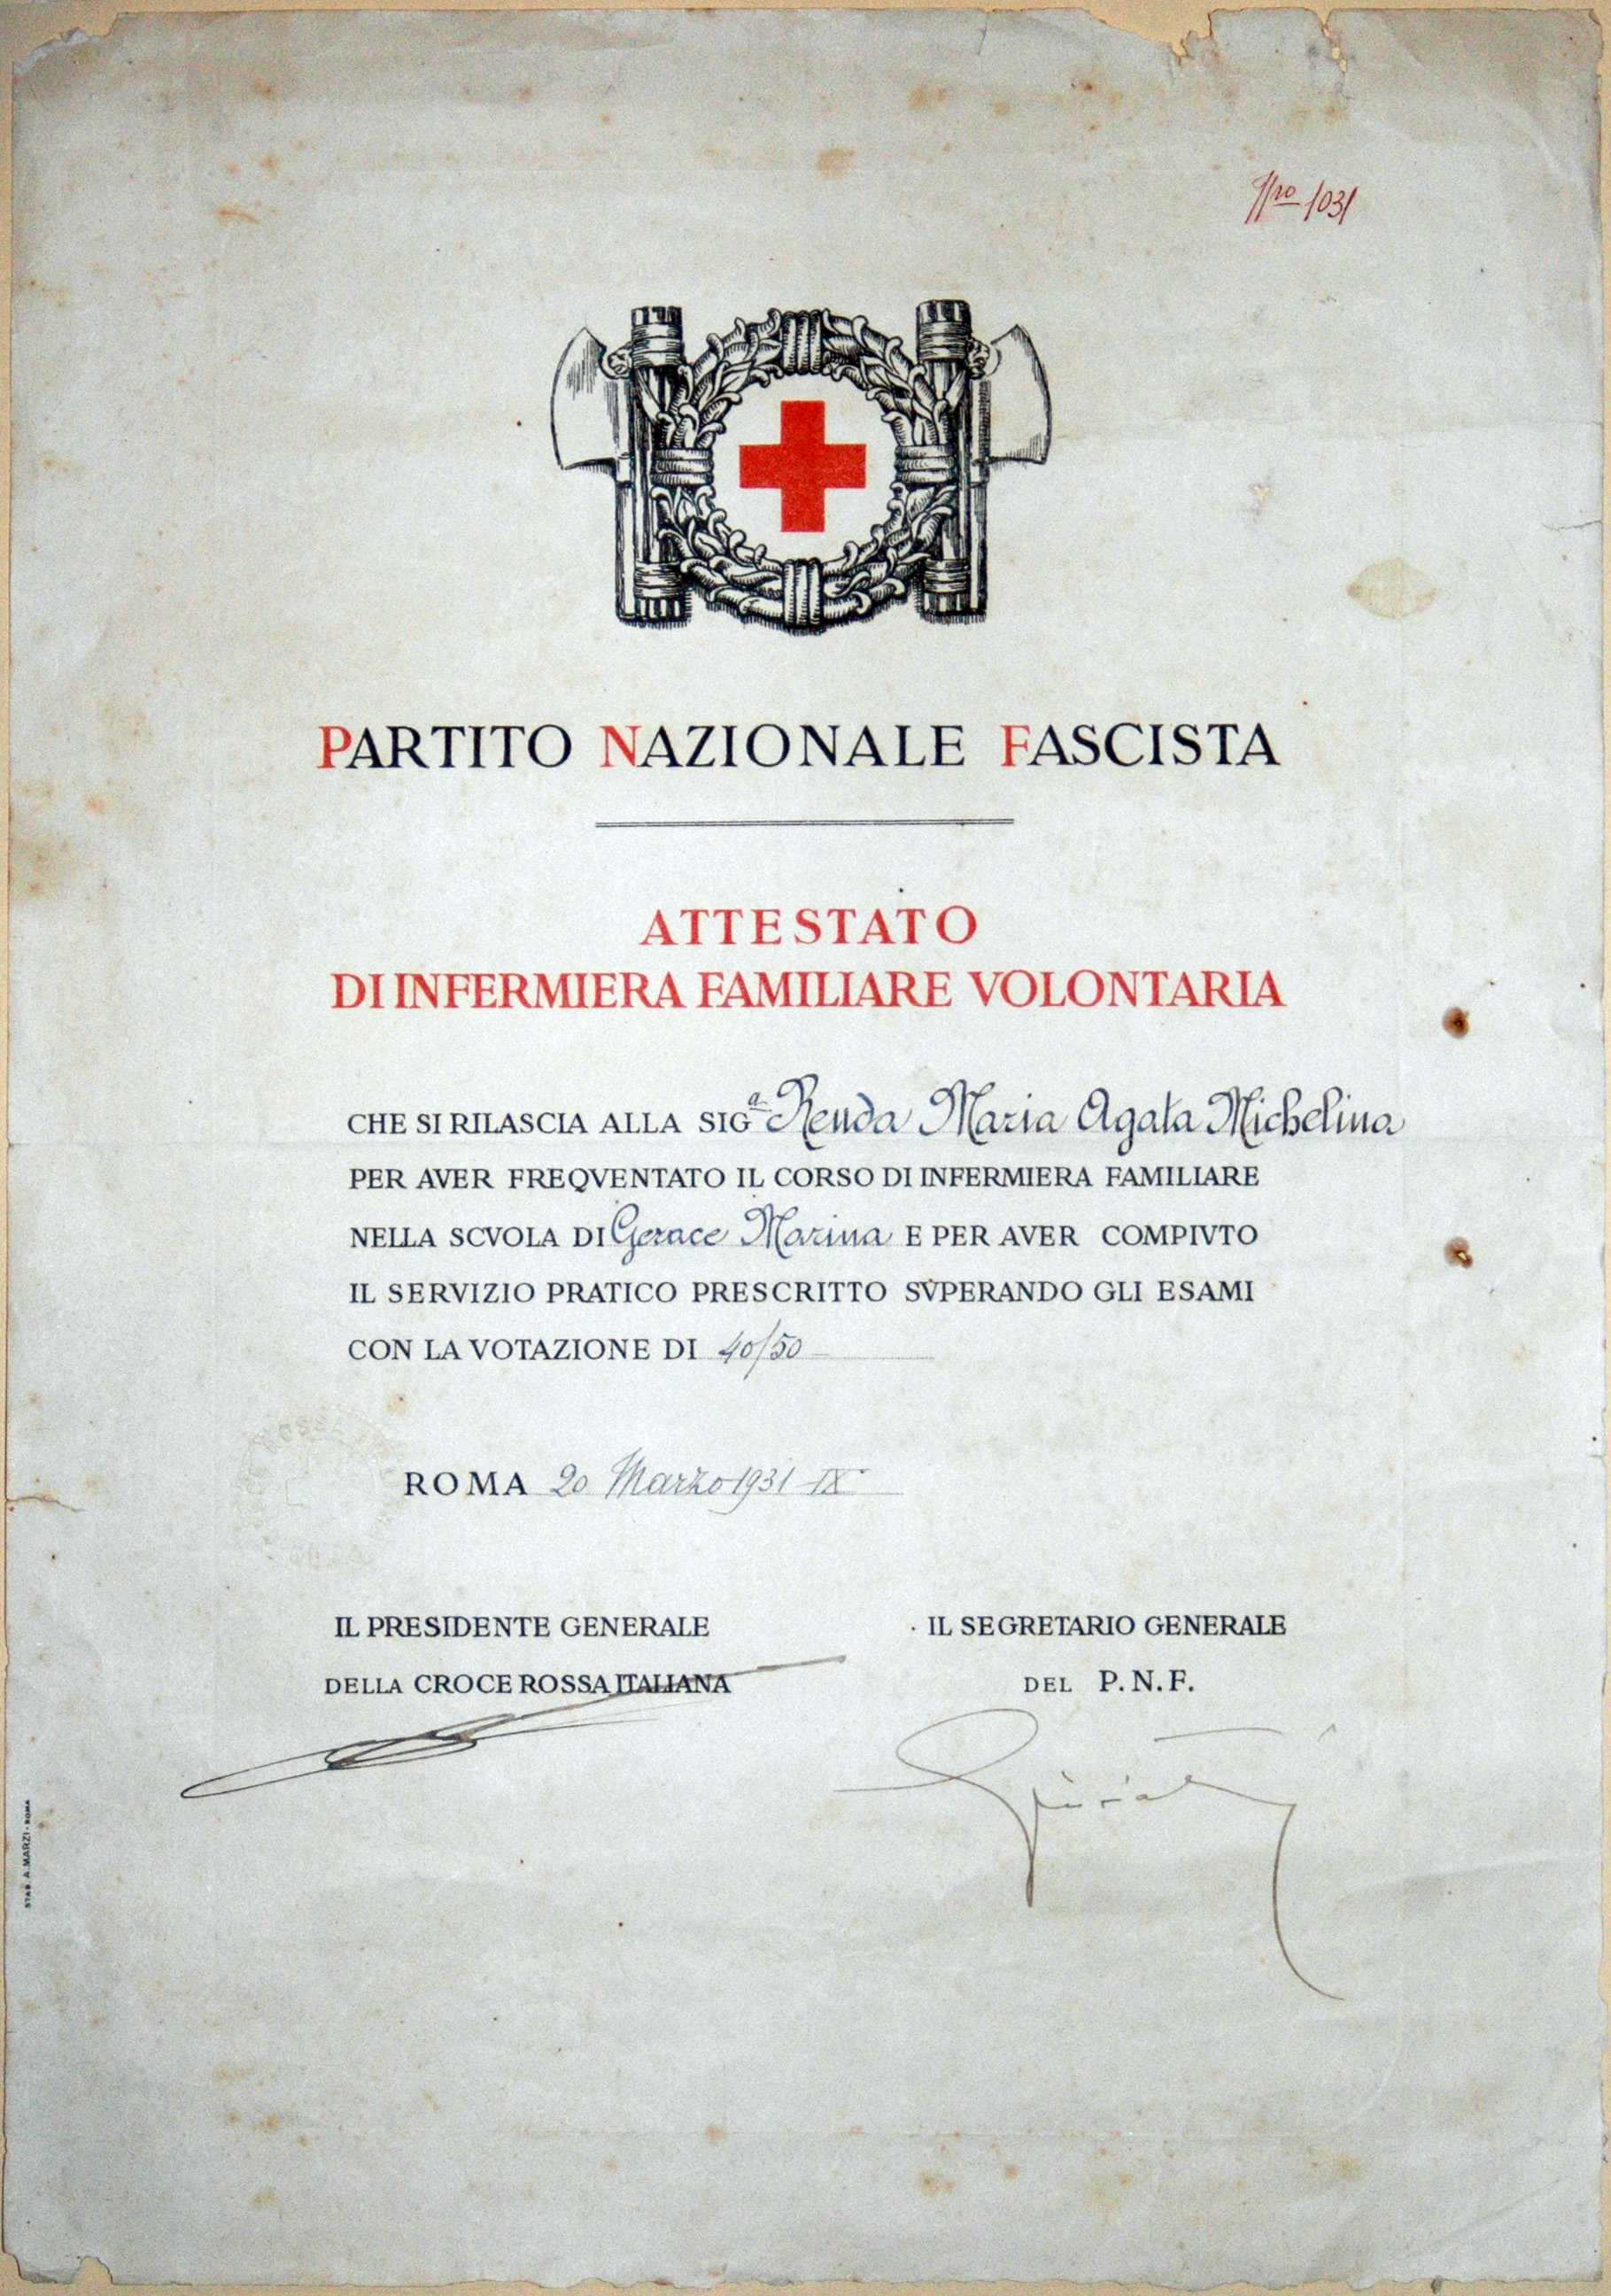 Nro 1031
PARTITO NAZIONALE FASCISTA
ATTESTATO
DI INFERMIERA FAMILIARE VOLONTARIA
CHE SI RILASCIA ALLA SIGª Renda Maria Agata Michelina
PER AVER FREQVENTATO IL CORSO DI INFERMIERA FAMILIARE
NELLA SCVOLA DI Gerace Marina E PER AVER COMPIVTO
IL SERVIZIO PRATICO PRESCRITTO SVPERANDO GLI ESAMI
CON LA VOTAZIONE DI 40/50
ROMA 20 Marzo 1931 IX
IL PRESIDENTE GENERALE
DELLA CROCE ROSSA ITALIANA
IL SEGRETARIO GENERALE
DEL P.N.F.
STAB. A. MARZI - ROMA